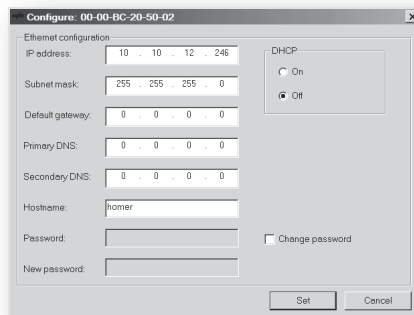 Configure: 00-00-BC-20-50-02
Ethernet configuration
IP address: 10 . 10 . 12 . 246
DHCP
On
Subnet mask: 255 . 255 . 255 . 0
Off
Default gateway: 0 . 0 . 0 . 0
Primary DNS: 0 . 0 . 0 . 0
Secondary DNS: 0 . 0 . 0 . 0
Hostname: homer
Password:
Change password
New password:
Set Cancel